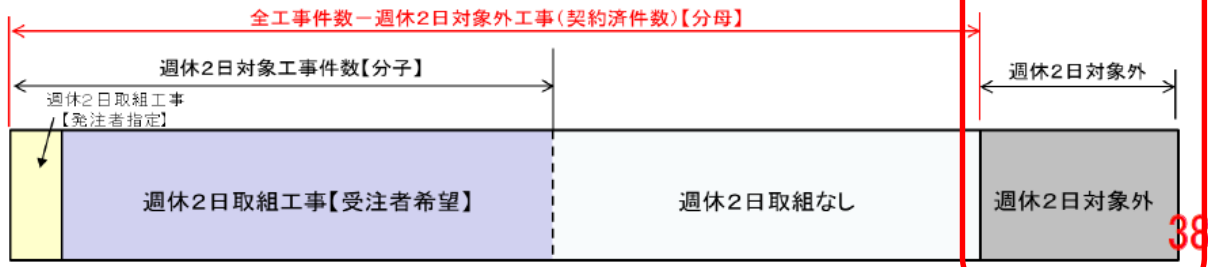 全工事件数－週休2日対象外工事(契約済件数)【分母】
週休2日対象工事件数【分子】
週休2日対象外
週休2日取組工事
【発注者指定】
週休2日取組工事【受注者希望】
週休2日取組なし
週休2日対象外
38